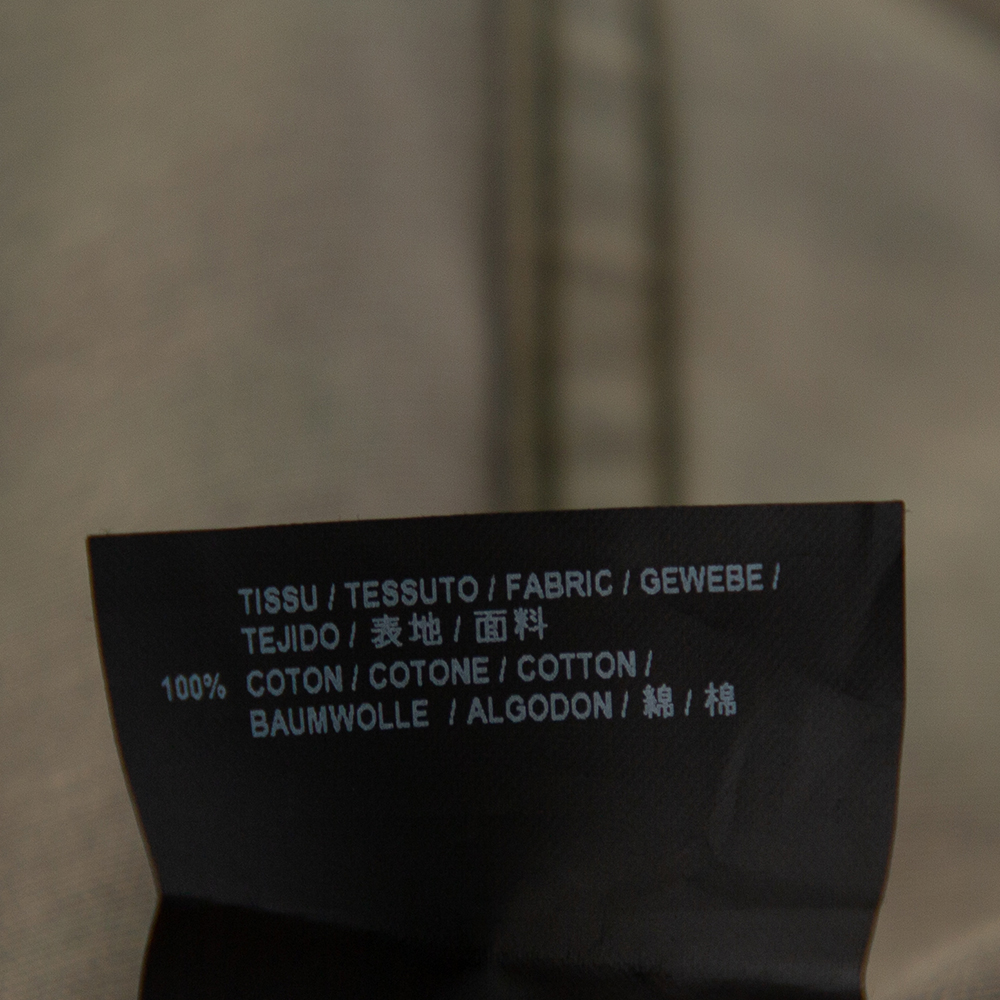 TISSU / TESSUTO / FABRIC / GEWEBE /
TEJIDO / 表地 / 面料
100% COTON / COTONE / COTTON /
BAUMWOLLE / ALGODON / 綿 / 棉